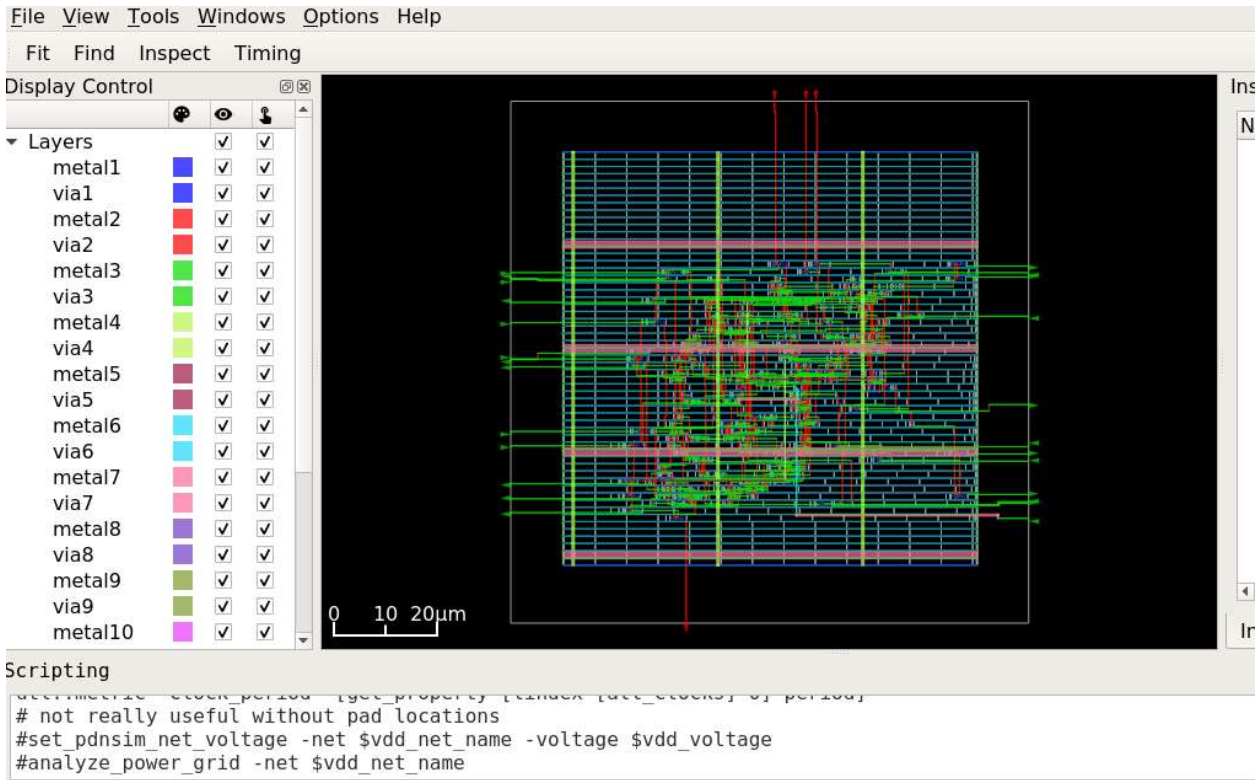 File View Tools Windows Options Help
Fit Find Inspect Timing
Display Control
Layers
metal1
via1
metal2
via2
metal3
via3
metal4
via4
metal5
via5
metal6
via6
metal7
via7
metal8
via8
metal9
via9
metal10
0 10 20μm
Ins
N
In
Scripting
# not really useful without pad locations
#set_pdnsim_net_voltage -net $vdd_net_name -voltage $vdd_voltage
#analyze_power_grid -net $vdd_net_name